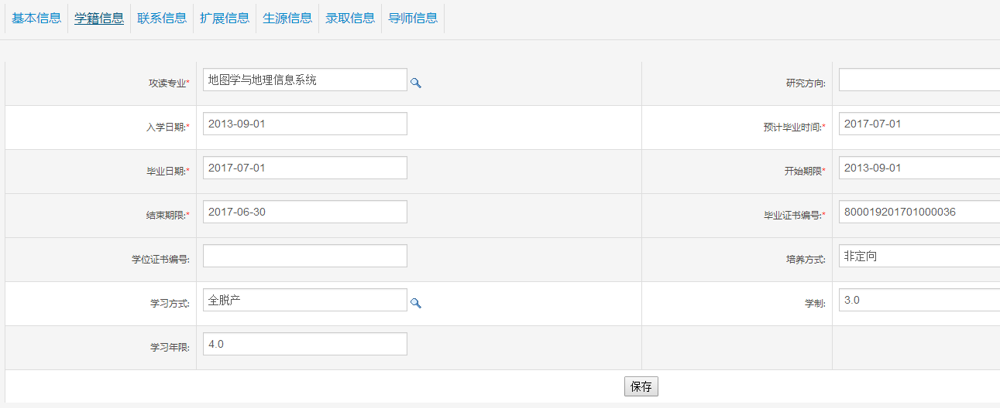 基本信息 学籍信息 联系信息 扩展信息 生源信息 录取信息 导师信息
攻读专业* 地图学与地理信息系统 研究方向:
入学日期:* 2013-09-01 预计毕业时间:* 2017-07-01
毕业日期:* 2017-07-01 开始期限* 2013-09-01
结束期限:* 2017-06-30 毕业证书编号:* 800019201701000036
学位证书编号: 培养方式: 非定向
学习方式: 全脱产 学制: 3.0
学习年限: 4.0
保存